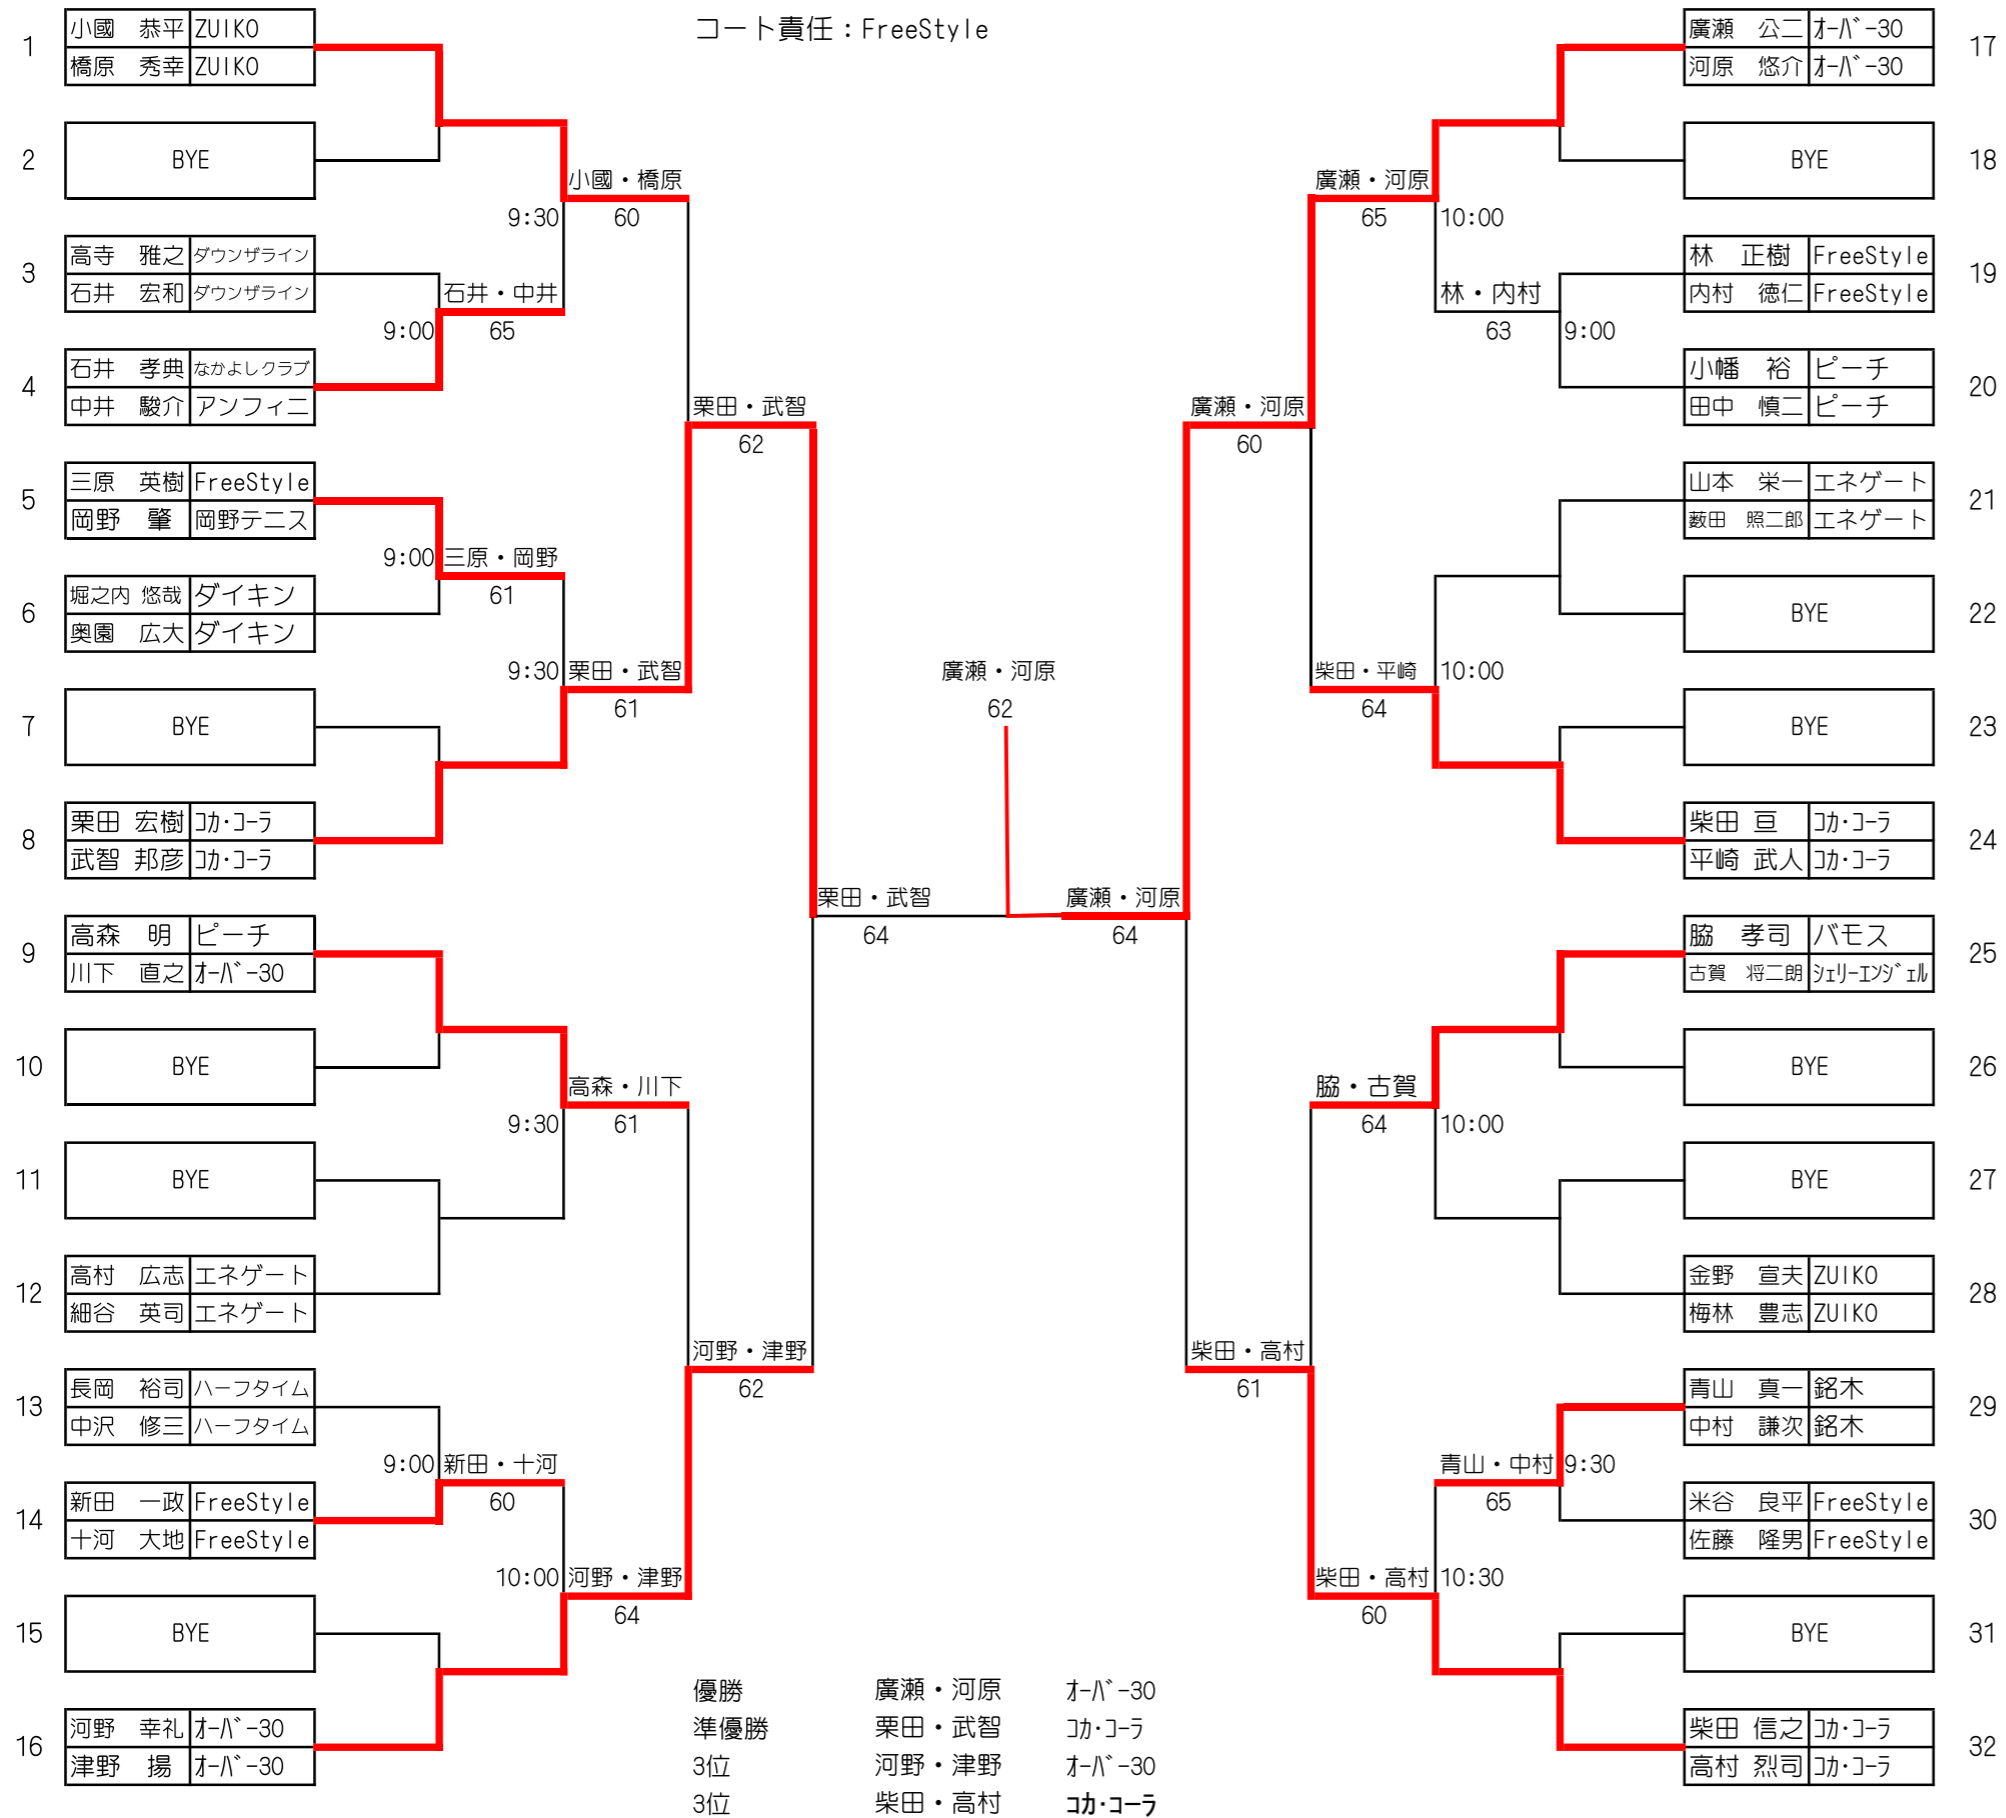 コート責任：FreeStyle
1
小國　恭平 ZUIKO
橋原　秀幸 ZUIKO
2
BYE
小國・橋原
9:30
60
3
高寺　雅之 ダウンザライン
石井　宏和 ダウンザライン
石井・中井
9:00
65
4
石井　孝典 なかよしクラブ
中井　駿介 アンフィニ
栗田・武智
62
5
三原　英樹 FreeStyle
岡野　肇 岡野テニス
9:00
三原・岡野
61
6
堀之内 悠哉 ダイキン
奥園　広大 ダイキン
9:30
栗田・武智
61
7
BYE
8
栗田 宏樹 コカ･コーラ
武智 邦彦 コカ･コーラ
栗田・武智
64
9
高森　明 ピーチ
川下　直之 オーバー30
10
BYE
高森・川下
9:30
61
11
BYE
12
高村　広志 エネゲート
細谷　英司 エネゲート
河野・津野
62
13
長岡　裕司 ハーフタイム
中沢　修三 ハーフタイム
9:00
新田・十河
60
14
新田　一政 FreeStyle
十河　大地 FreeStyle
10:00
河野・津野
64
15
BYE
16
河野　幸礼 オーバー30
津野　揚 オーバー30
廣瀬・河原
62
廣瀬　公二 オーバー30
河原　悠介 オーバー30
17
BYE
18
廣瀬・河原
65
10:00
林　正樹 FreeStyle
内村　徳仁 FreeStyle
19
林・内村
63
9:00
小幡　裕 ピーチ
田中　慎二 ピーチ
20
廣瀬・河原
60
山本　栄一 エネゲート
薮田　照二郎 エネゲート
21
BYE
22
柴田・平崎
10:00
64
BYE
23
柴田 亘 コカ･コーラ
平崎 武人 コカ･コーラ
24
廣瀬・河原
64
脇　孝司 バモス
古賀　将二朗 シェリーエンジェル
25
BYE
26
脇・古賀
64
10:00
BYE
27
金野　宣夫 ZUIKO
梅林　豊志 ZUIKO
28
柴田・高村
61
青山　真一 銘木
中村　謙次 銘木
29
青山・中村
9:30
65
米谷　良平 FreeStyle
佐藤　隆男 FreeStyle
30
柴田・高村
10:30
60
BYE
31
柴田 信之 コカ･コーラ
高村 烈司 コカ･コーラ
32
優勝　廣瀬・河原　オーバー30
準優勝　栗田・武智　コカ･コーラ
3位　河野・津野　オーバー30
3位　柴田・高村　コカ･コーラ